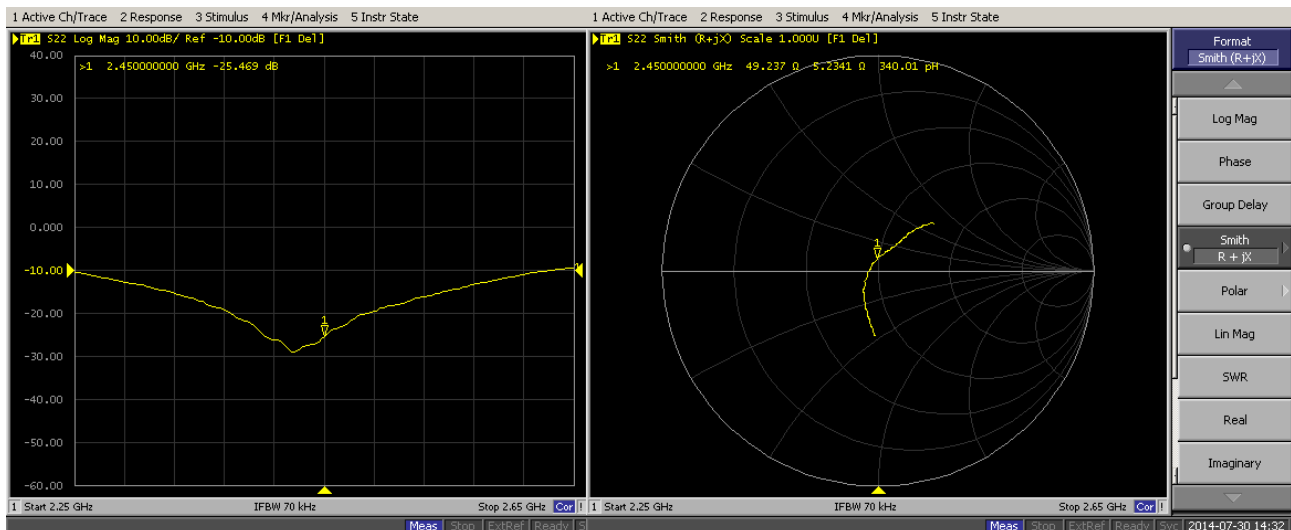 1 Active Ch/Trace 2 Response 3 Stimulus 4 Mkr/Analysis 5 Instr State
Tr1 S22 Log Mag 10.00dB/ Ref -10.00dB [F1 Del]
>1 2.450000000 GHz -25.469 dB
40.00
30.00
20.00
10.00
0.000
-10.00
-20.00
-30.00
-40.00
-50.00
-60.00
1
1
1 Start 2.25 GHz IFBW 70 kHz Stop 2.65 GHz Cor !
1 Active Ch/Trace 2 Response 3 Stimulus 4 Mkr/Analysis 5 Instr State
Tr1 S22 Smith (R+jX) Scale 1.000U [F1 Del]
>1 2.450000000 GHz 49.237 Ω 5.2341 Ω 340.01 pH
1
1 Start 2.25 GHz IFBW 70 kHz Stop 2.65 GHz Cor !
Format
Smith (R+jX)
Log Mag
Phase
Group Delay
Smith
R + jX
Polar
Lin Mag
SWR
Real
Imaginary
Meas Stop ExtRef Ready S
Meas Stop ExtRef Ready Svc 2014-07-30 14:32